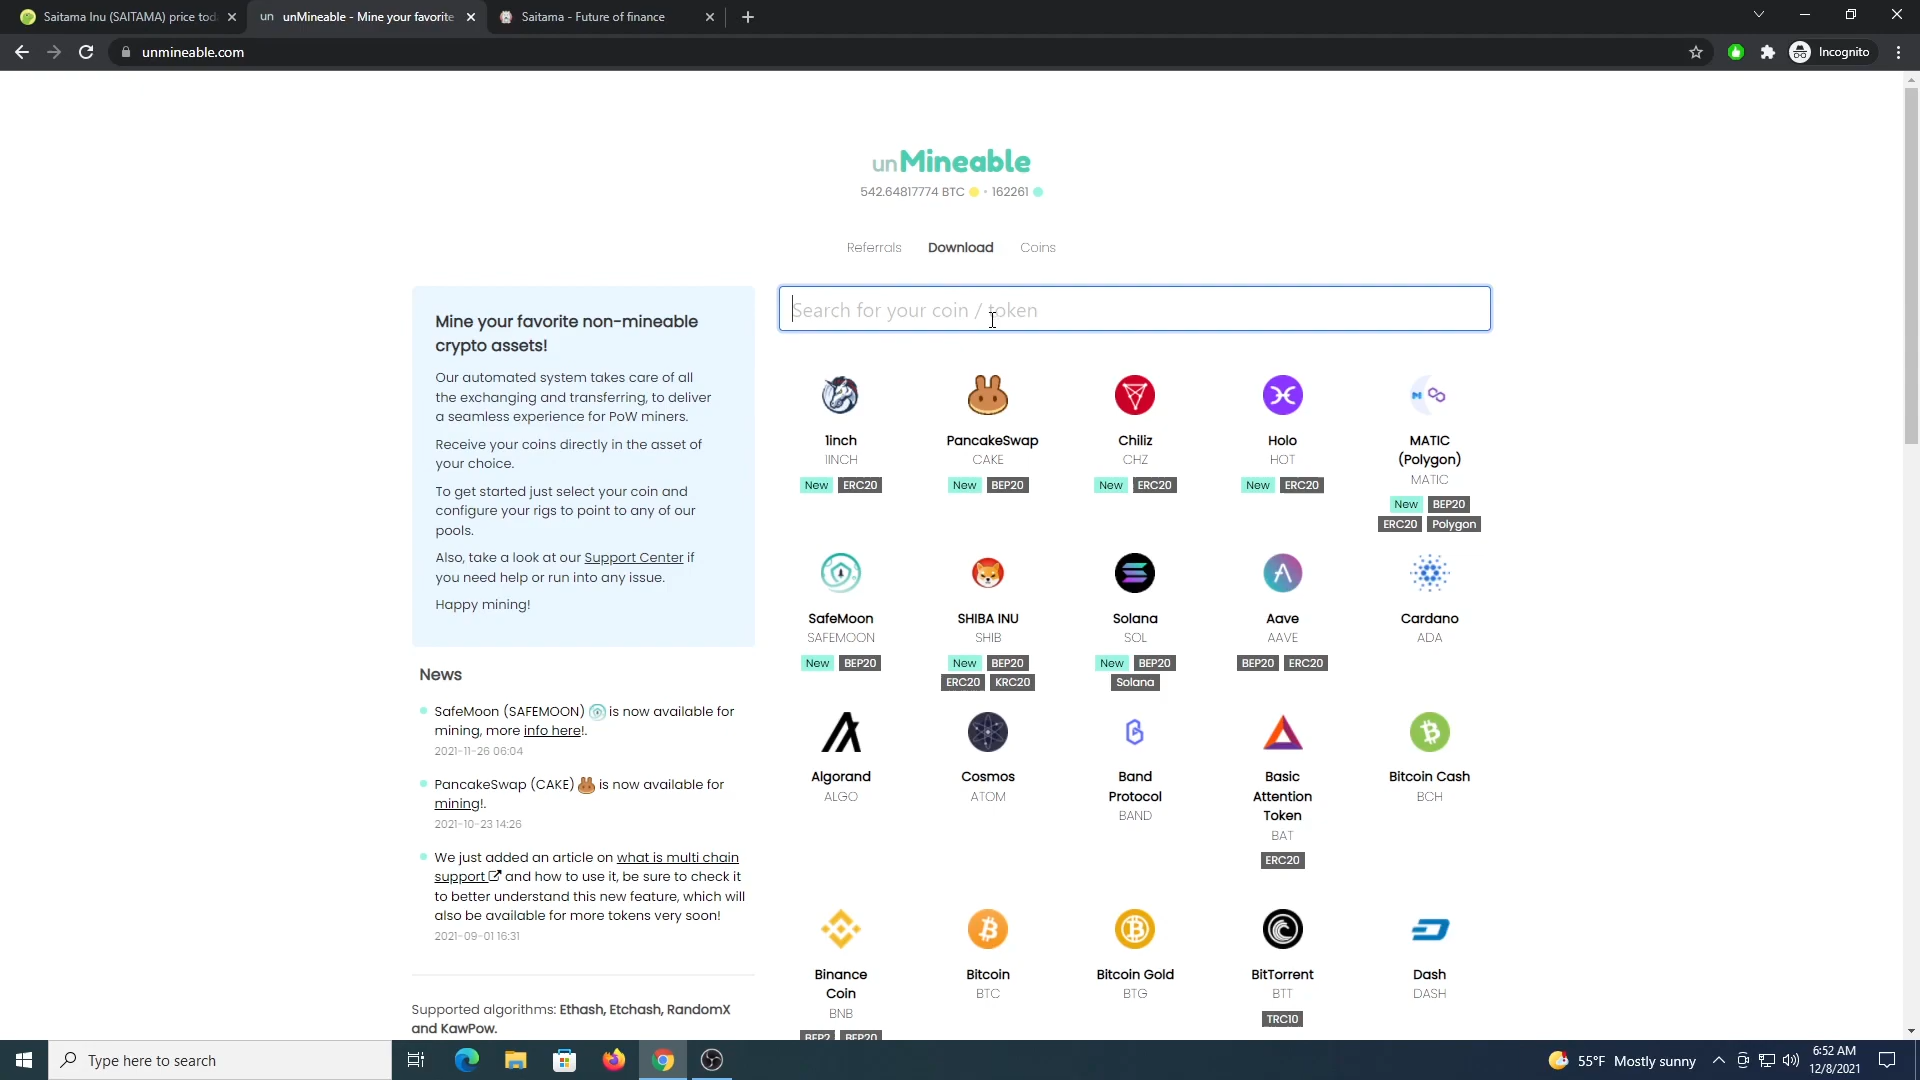 Saitama Inu (SAITAMA) price tod
un unMineable - Mine your favorite
Saitama - Future of finance
unmineable.com
Incognito
unMineable
542.64817774 BTC • 162261
Referrals Download Coins
Mine your favorite non-mineable
crypto assets!
Our automated system takes care of all
the exchanging and transferring, to deliver
a seamless experience for PoW miners.
Receive your coins directly in the asset of
your choice.
To get started just select your coin and
configure your rigs to point to any of our
pools.
Also, take a look at our Support Center if
you need help or run into any issue.
Happy mining!
News
SafeMoon (SAFEMOON) is now available for
mining, more info here!.
2021-11-26 06:04
PancakeSwap (CAKE) is now available for
mining!.
2021-10-23 14:26
We just added an article on what is multi chain
support and how to use it, be sure to check it
to better understand this new feature, which will
also be available for more tokens very soon!
2021-09-01 16:31
Supported algorithms: Ethash, Etchash, RandomX
and KawPow.
Search for your coin / token
1inch
1INCH
New ERC20
PancakeSwap
CAKE
New BEP20
Chiliz
CHZ
New ERC20
Holo
HOT
New ERC20
MATIC
(Polygon)
MATIC
New BEP20
ERC20 Polygon
SafeMoon
SAFEMOON
New BEP20
SHIBA INU
SHIB
New BEP20
ERC20 KRC20
Solana
SOL
New BEP20
Solana
Aave
AAVE
BEP20 ERC20
Cardano
ADA
Algorand
ALGO
Cosmos
ATOM
Band
Protocol
BAND
Basic
Attention
Token
BAT
ERC20
Bitcoin Cash
BCH
Binance
Coin
BNB
BEP2 BEP20
Bitcoin
BTC
Bitcoin Gold
BTG
BitTorrent
BTT
TRC10
Dash
DASH
Type here to search
55°F Mostly sunny
6:52 AM
12/8/2021